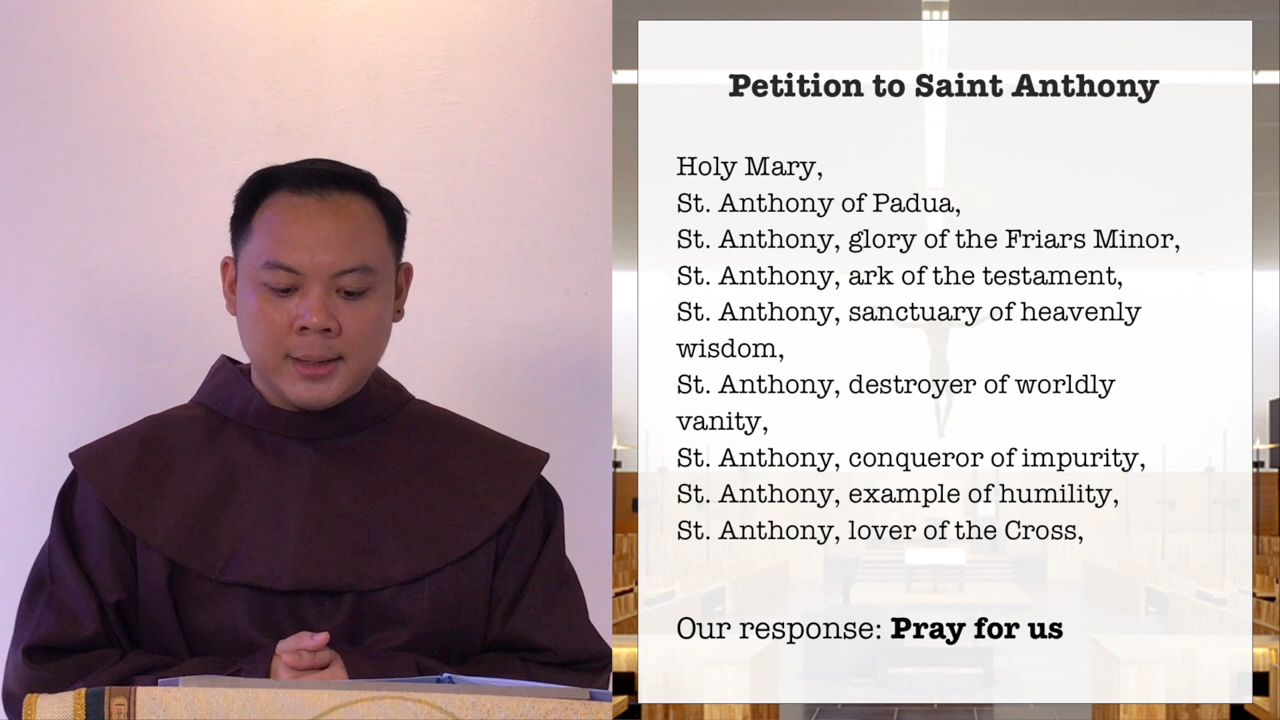 Petition to Saint Anthony
Holy Mary,
St. Anthony of Padua,
St. Anthony, glory of the Friars Minor,
St. Anthony, ark of the testament,
St. Anthony, sanctuary of heavenly
wisdom,
St. Anthony, destroyer of worldly
vanity,
St. Anthony, conqueror of impurity,
St. Anthony, example of humility,
St. Anthony, lover of the Cross,
Our response: Pray for us